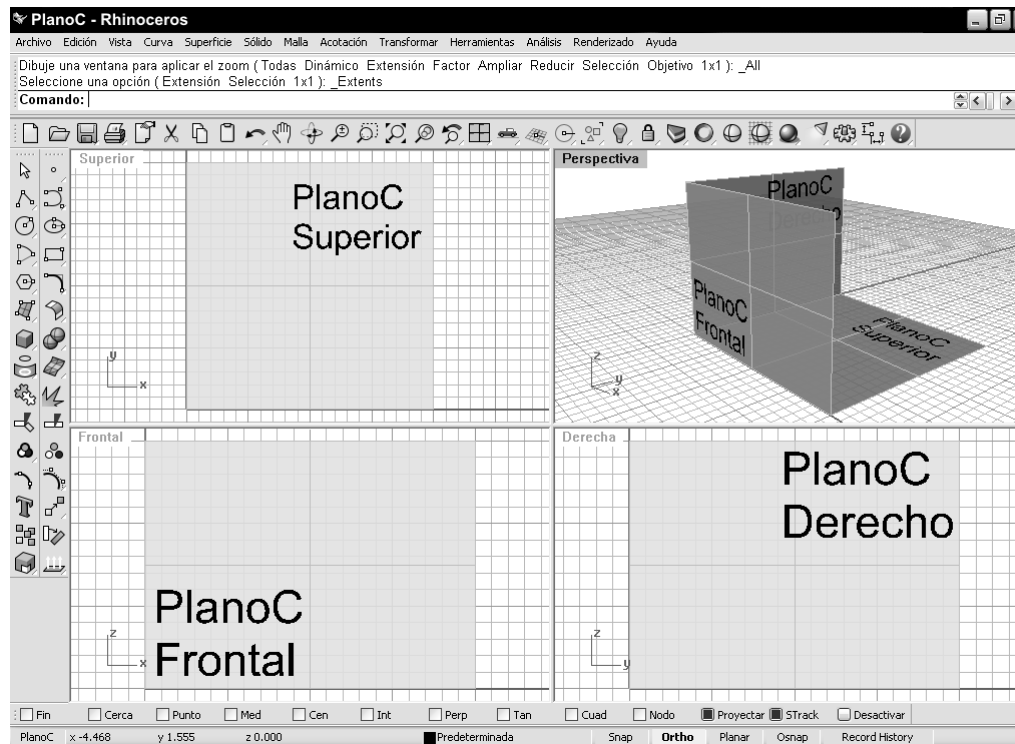 PlanoC - Rhinoceros
Archivo Edición Vista Curva Superficie Sólido Malla Acotación Transformar Herramientas Análisis Renderizado Ayuda
Dibuje una ventana para aplicar el zoom ( Todas Dinámico Extensión Factor Ampliar Reducir Selección Objetivo 1x1 ): _All
Seleccione una opción ( Extensión Selección 1x1 ): _Extents
Comando:
Superior
PlanoC
Superior
y
x
Perspectiva
PlanoC
Derecho
PlanoC
Frontal
PlanoC
Superior
z
y
x
Frontal
PlanoC
Frontal
z
x
Derecha
PlanoC
Derecho
z
y
Fin Cerca Punto Med Cen Int Perp Tan Cuad Nodo Proyectar STrack Desactivar
PlanoC x -4.468 y 1.555 z 0.000 Predeterminada Snap Ortho Planar Osnap Record History